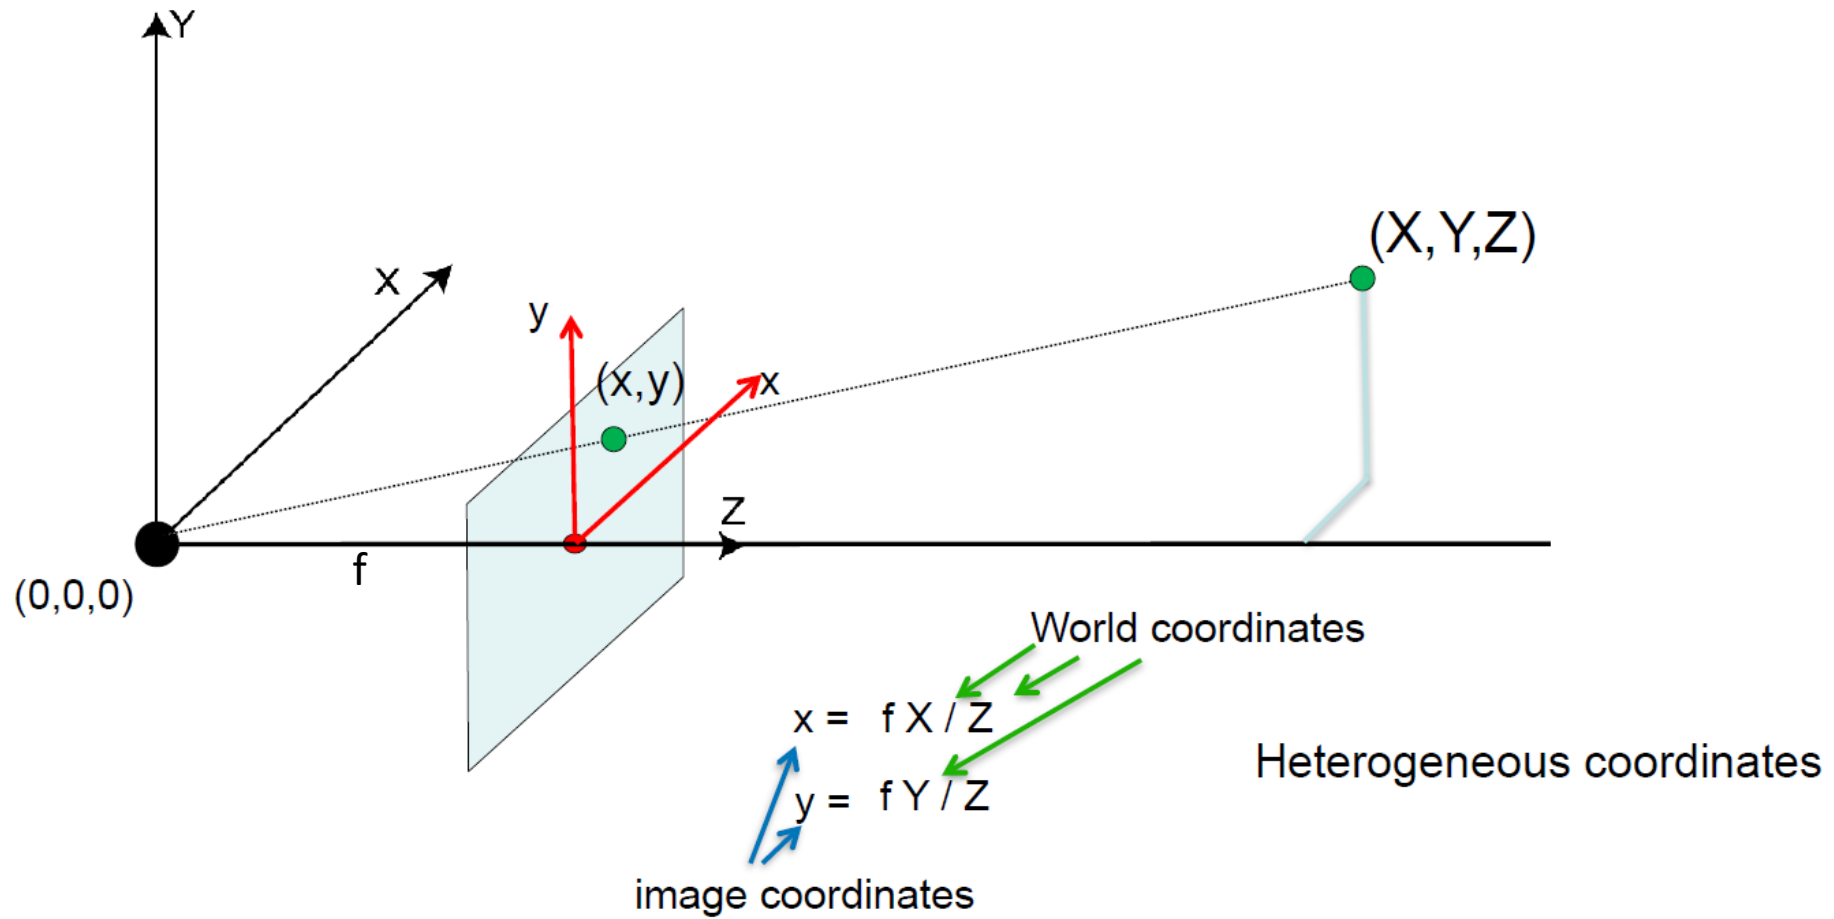 Y
(X,Y,Z)
X
y
(x,y)
x
Z
f
(0,0,0)
World coordinates
x = f X / Z
Heterogeneous coordinates
y = f Y / Z
image coordinates